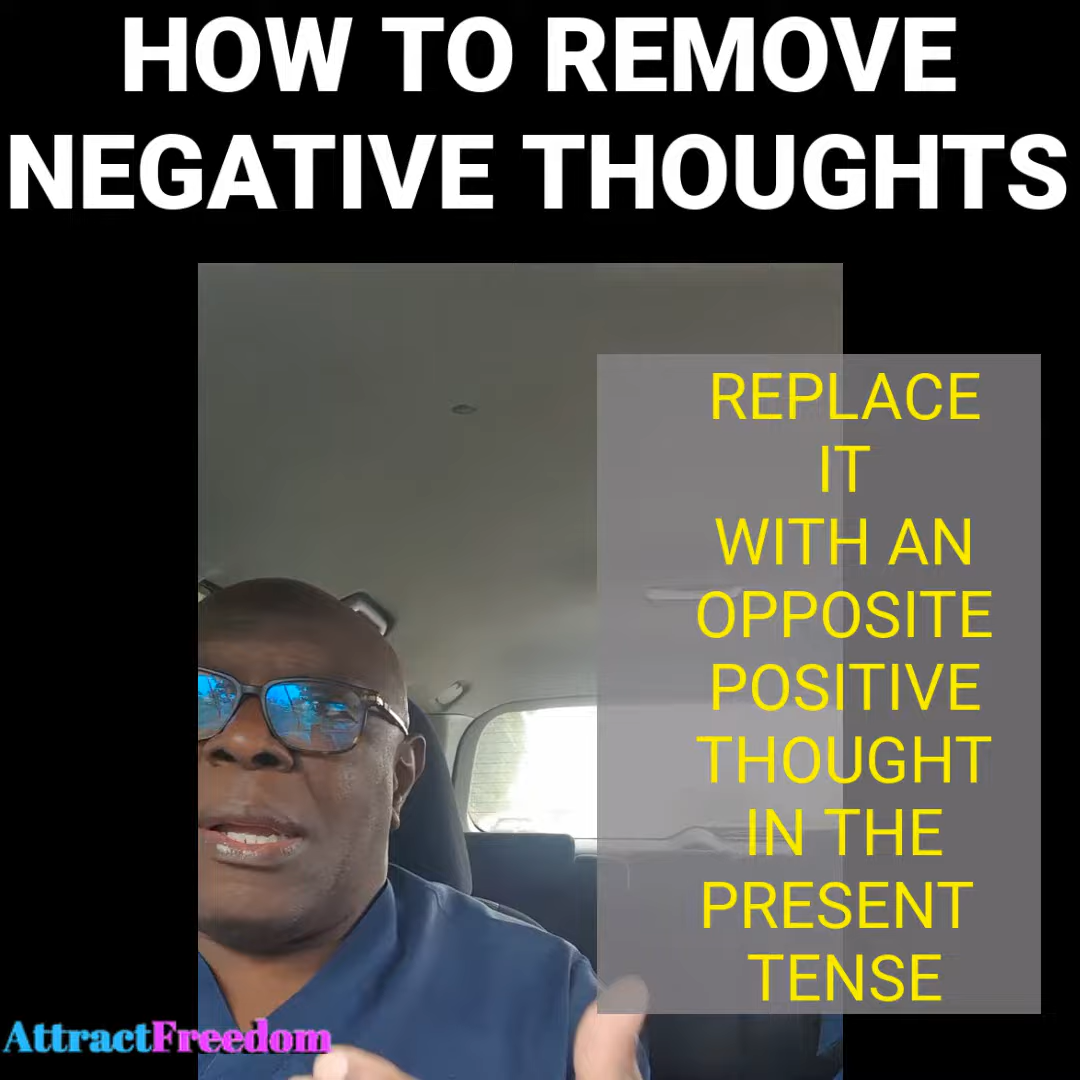 HOW TO REMOVE
NEGATIVE THOUGHTS
REPLACE
IT
WITH AN
OPPOSITE
POSITIVE
THOUGHT
IN THE
PRESENT
TENSE
AttractFreedom